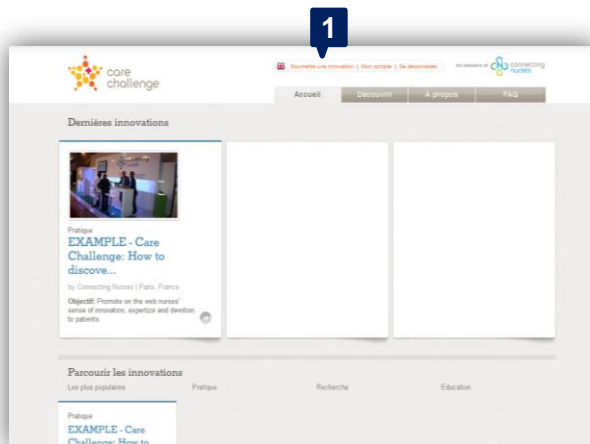 1
care
challenge
Soumettre une innovation | Mon compte | Se déconnecter
An initiative of
connecting
nurses
Accueil
Découvrir
À propos
FAQ
Dernières innovations
Pratique
EXAMPLE - Care
Challenge: How to
discove...
by Connecting Nurses | Paris, France
Objectif: Promote on the web nurses'
sense of innovation, expertize and devotion
to patients
Parcourir les innovations
Les plus populaires
Pratique
Recherche
Education
Pratique
EXAMPLE - Care
Challenge: How to